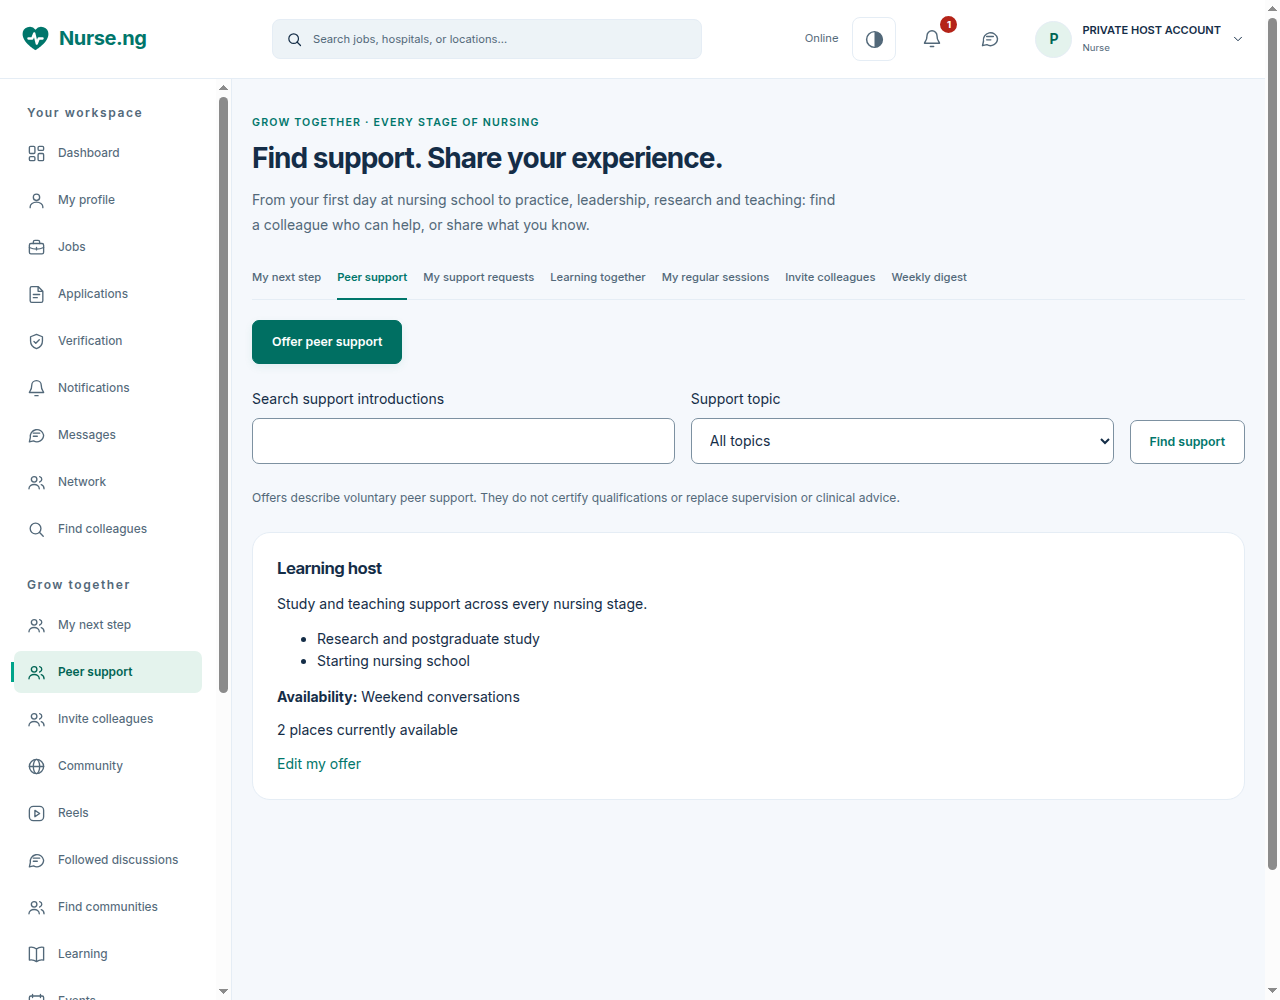 Nurse.ng
Search jobs, hospitals, or locations...
Online
1
P
PRIVATE HOST ACCOUNT
Nurse
Your workspace
Dashboard
My profile
Jobs
Applications
Verification
Notifications
Messages
Network
Find colleagues
Grow together
My next step
Peer support
Invite colleagues
Community
Reels
Followed discussions
Find communities
Learning
Events
GROW TOGETHER · EVERY STAGE OF NURSING
Find support. Share your experience.
From your first day at nursing school to practice, leadership, research and teaching: find
a colleague who can help, or share what you know.
My next step Peer support My support requests Learning together My regular sessions Invite colleagues Weekly digest
Offer peer support
Search support introductions
Support topic
All topics
Find support
Offers describe voluntary peer support. They do not certify qualifications or replace supervision or clinical advice.
Learning host
Study and teaching support across every nursing stage.
• Research and postgraduate study
• Starting nursing school
Availability: Weekend conversations
2 places currently available
Edit my offer